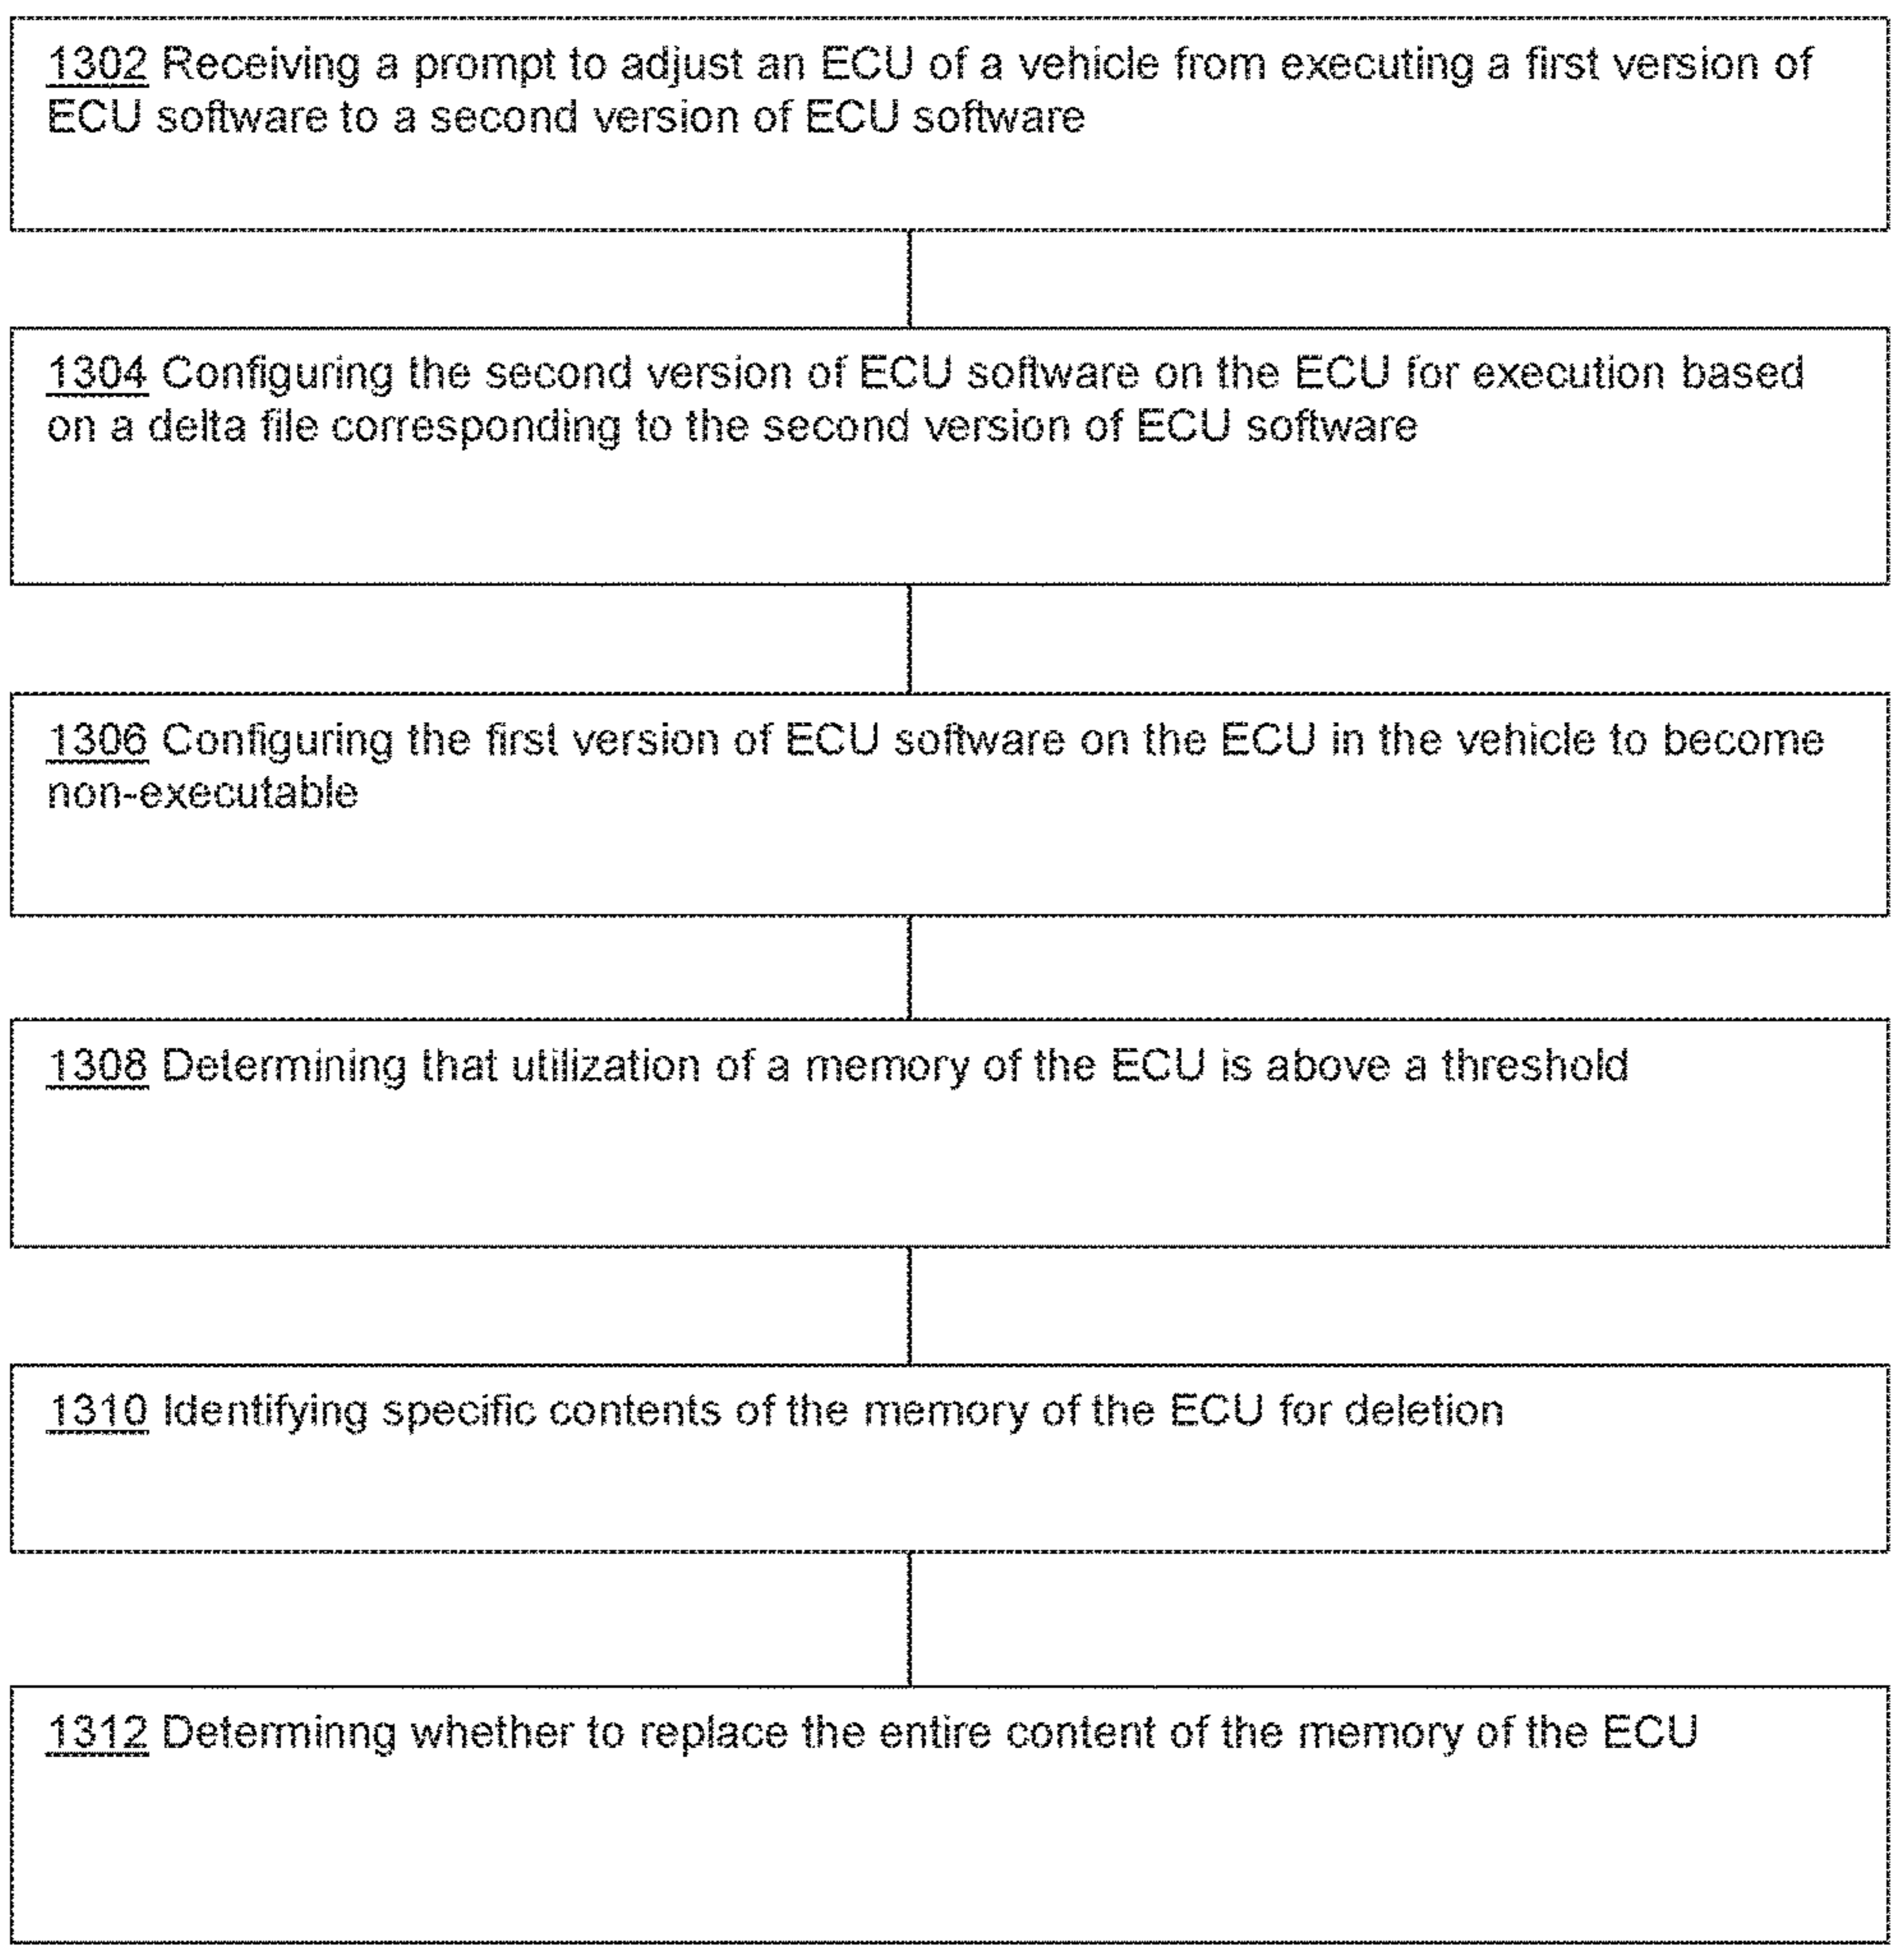 1302 Receiving a prompt to adjust an ECU of a vehicle from executing a first version of
ECU software to a second version of ECU software
1304 Configuring the second version of ECU software on the ECU for execution based
on a delta file corresponding to the second version of ECU software
1306 Configuring the first version of ECU software on the ECU in the vehicle to become
non-executable
1308 Determining that utilization of a memory of the ECU is above a threshold
1310 Identifying specific contents of the memory of the ECU for deletion
1312 Determinng whether to replace the entire content of the memory of the ECU